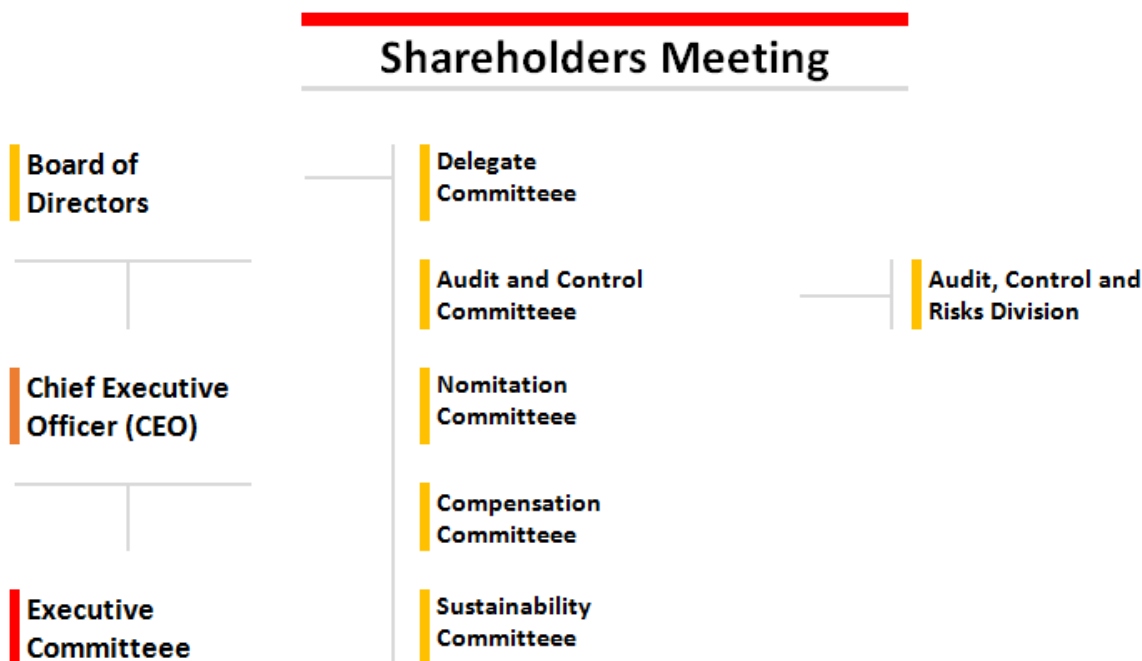 Shareholders Meeting
Board of
Directors
Delegate
Committeee
Audit and Control
Committeee
Audit, Control and
Risks Division
Chief Executive
Officer (CEO)
Nomitation
Committeee
Compensation
Committeee
Executive
Committeee
Sustainability
Committeee